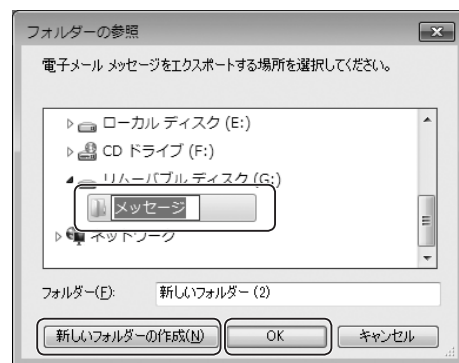 フォルダーの参照
電子メール メッセージをエクスポートする場所を選択してください。
ローカル ディスク (E:)
CD ドライブ (F:)
リムーバブル ディスク (G:)
メッセージ
ネットワーク
フォルダー(F): 新しいフォルダー (2)
新しいフォルダーの作成(N) OK キャンセル